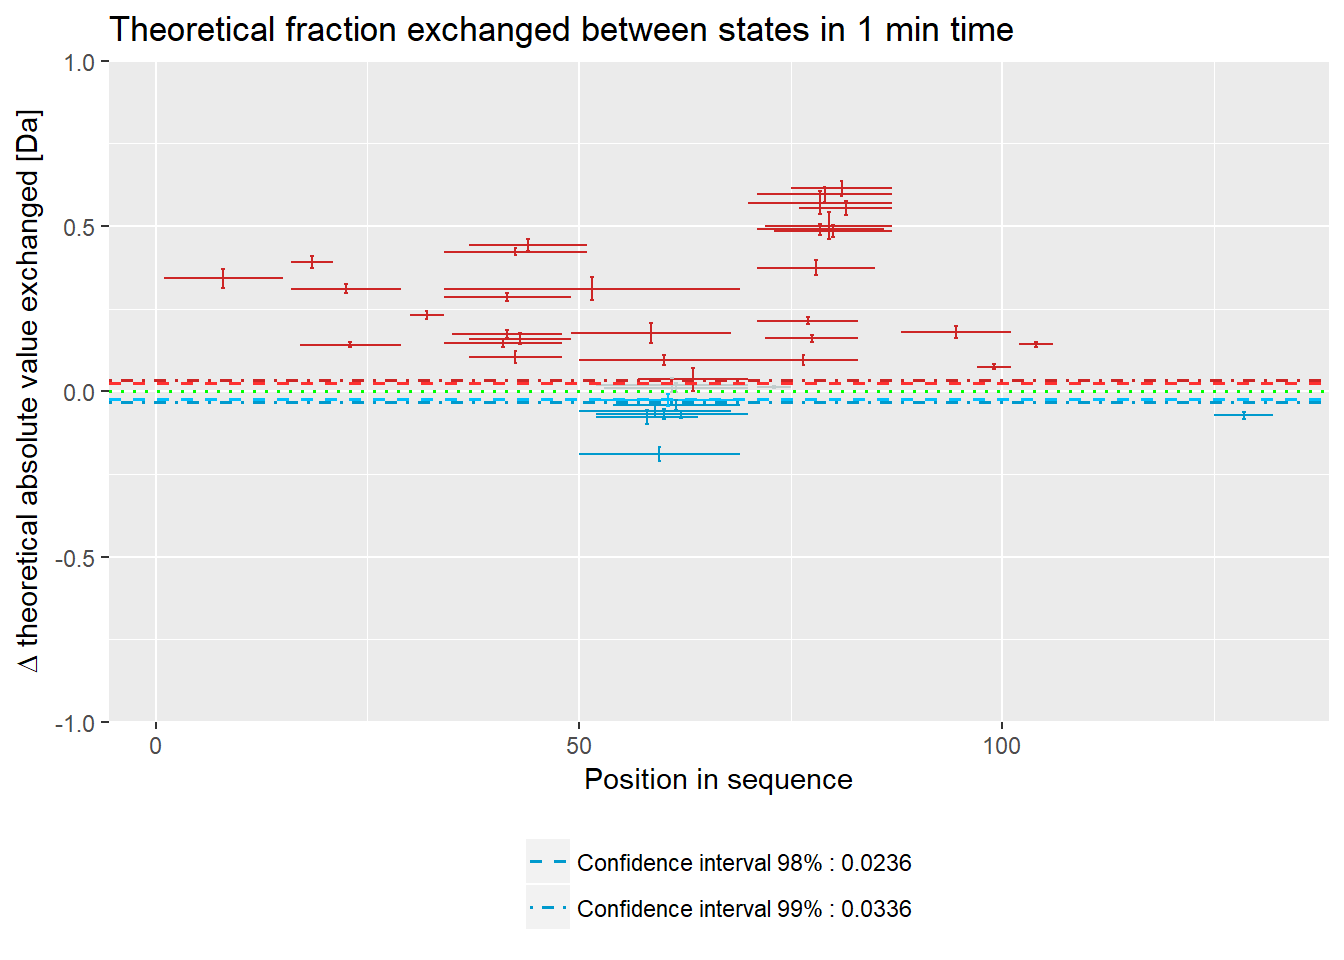 Theoretical fraction exchanged between states in 1 min time
Δ theoretical absolute value exchanged [Da]
1.0
0.5
0.0
-0.5
-1.0
0
50
100
Position in sequence
Confidence interval 98% : 0.0236
Confidence interval 99% : 0.0336